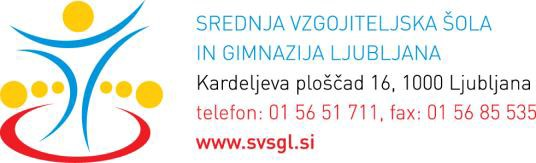 SREDNJA VZGOJITELJSKA ŠOLA
IN GIMNAZIJA LJUBLJANA
Kardeljeva ploščad 16, 1000 Ljubljana
telefon: 01 56 51 711, fax: 01 56 85 535
www.svsgl.si